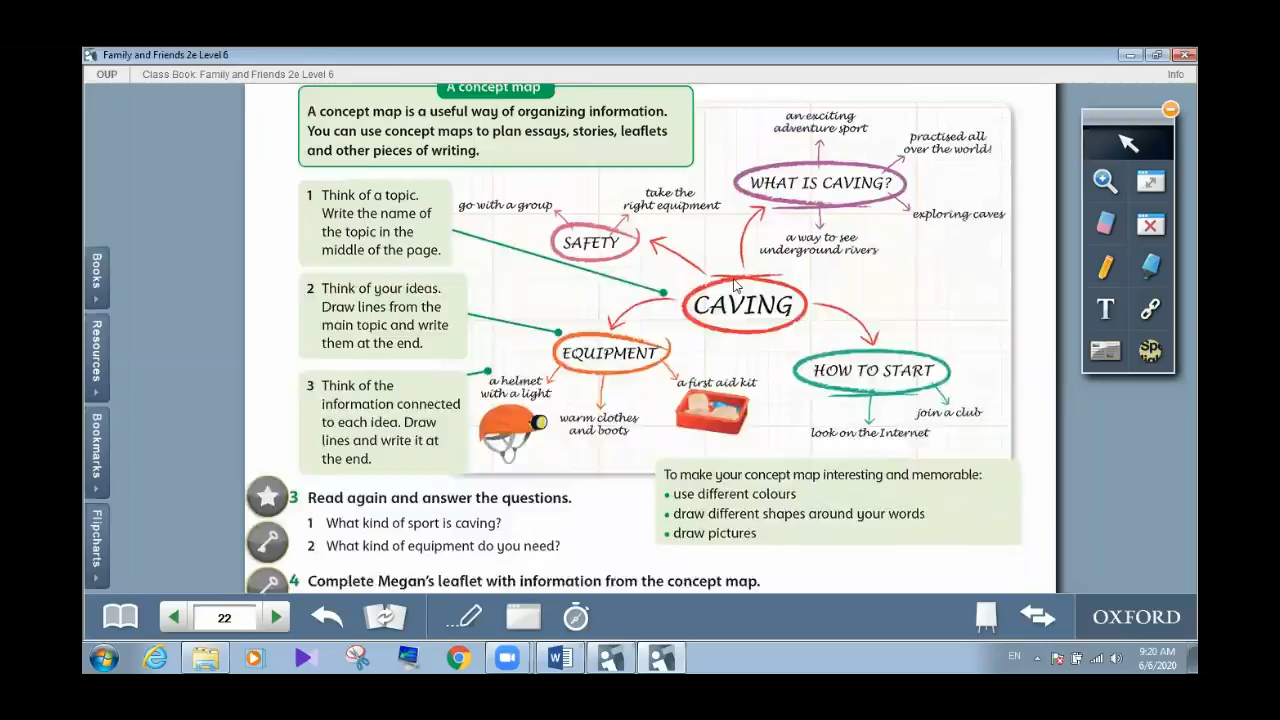 Family and Friends 2e Level 6
OUP
Class Book: Family and Friends 2e Level 6
Info
A concept map
A concept map is a useful way of organizing information.
You can use concept maps to plan essays, stories, leaflets
and other pieces of writing.
1 Think of a topic.
Write the name of
the topic in the
middle of the page.
2 Think of your ideas.
Draw lines from the
main topic and write
them at the end.
3 Think of the
information connected
to each idea. Draw
lines and write it at
the end.
an exciting
adventure sport
practised all
over the world!
WHAT IS CAVING?
exploring caves
a way to see
underground rivers
go with a group
take the
right equipment
SAFETY
CAVING
EQUIPMENT
a helmet
with a light
warm clothes
and boots
a first aid kit
HOW TO START
join a club
look on the Internet
To make your concept map interesting and memorable:
• use different colours
• draw different shapes around your words
• draw pictures
3 Read again and answer the questions.
1 What kind of sport is caving?
2 What kind of equipment do you need?
4 Complete Megan's leaflet with information from the concept map.
Books
Resources
Bookmarks
Flipcharts
T
22
OXFORD
EN
9:20 AM
6/6/2020